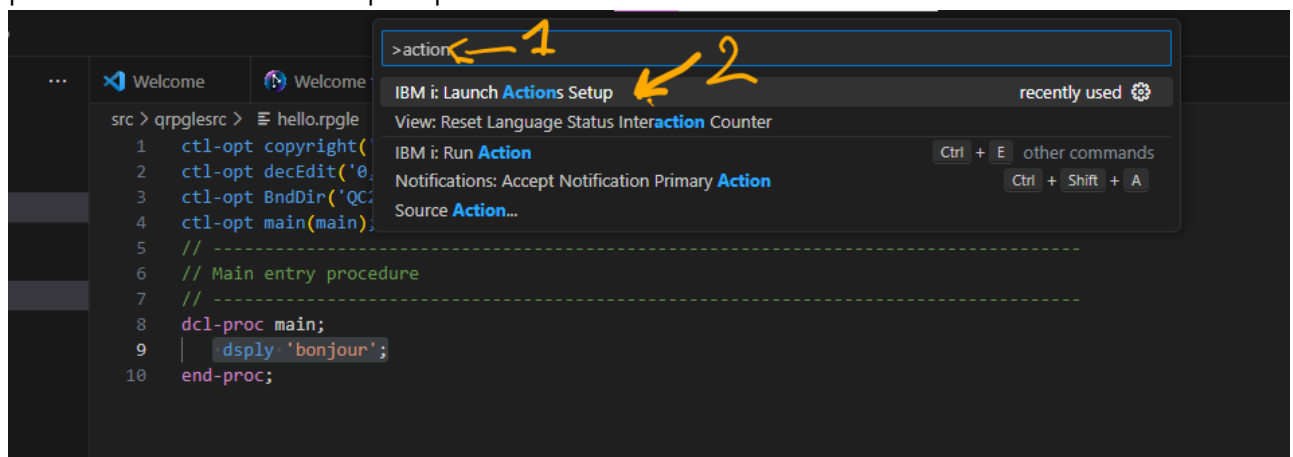 >action 1
2
... Welcome Welcome
IBM i: Launch Actions Setup recently used
View: Reset Language Status Interaction Counter
IBM i: Run Action Ctrl + E other commands
Notifications: Accept Notification Primary Action Ctrl + Shift + A
Source Action...
src > qrpglesrc > hello.rpgle
1 ctl-opt copyright('
2 ctl-opt decEdit('0,
3 ctl-opt BndDir('QC2
4 ctl-opt main(main);
5 // --------------------------------------------------------------------------------
6 // Main entry procedure
7 // --------------------------------------------------------------------------------
8 dcl-proc main;
9 dsply 'bonjour';
10 end-proc;